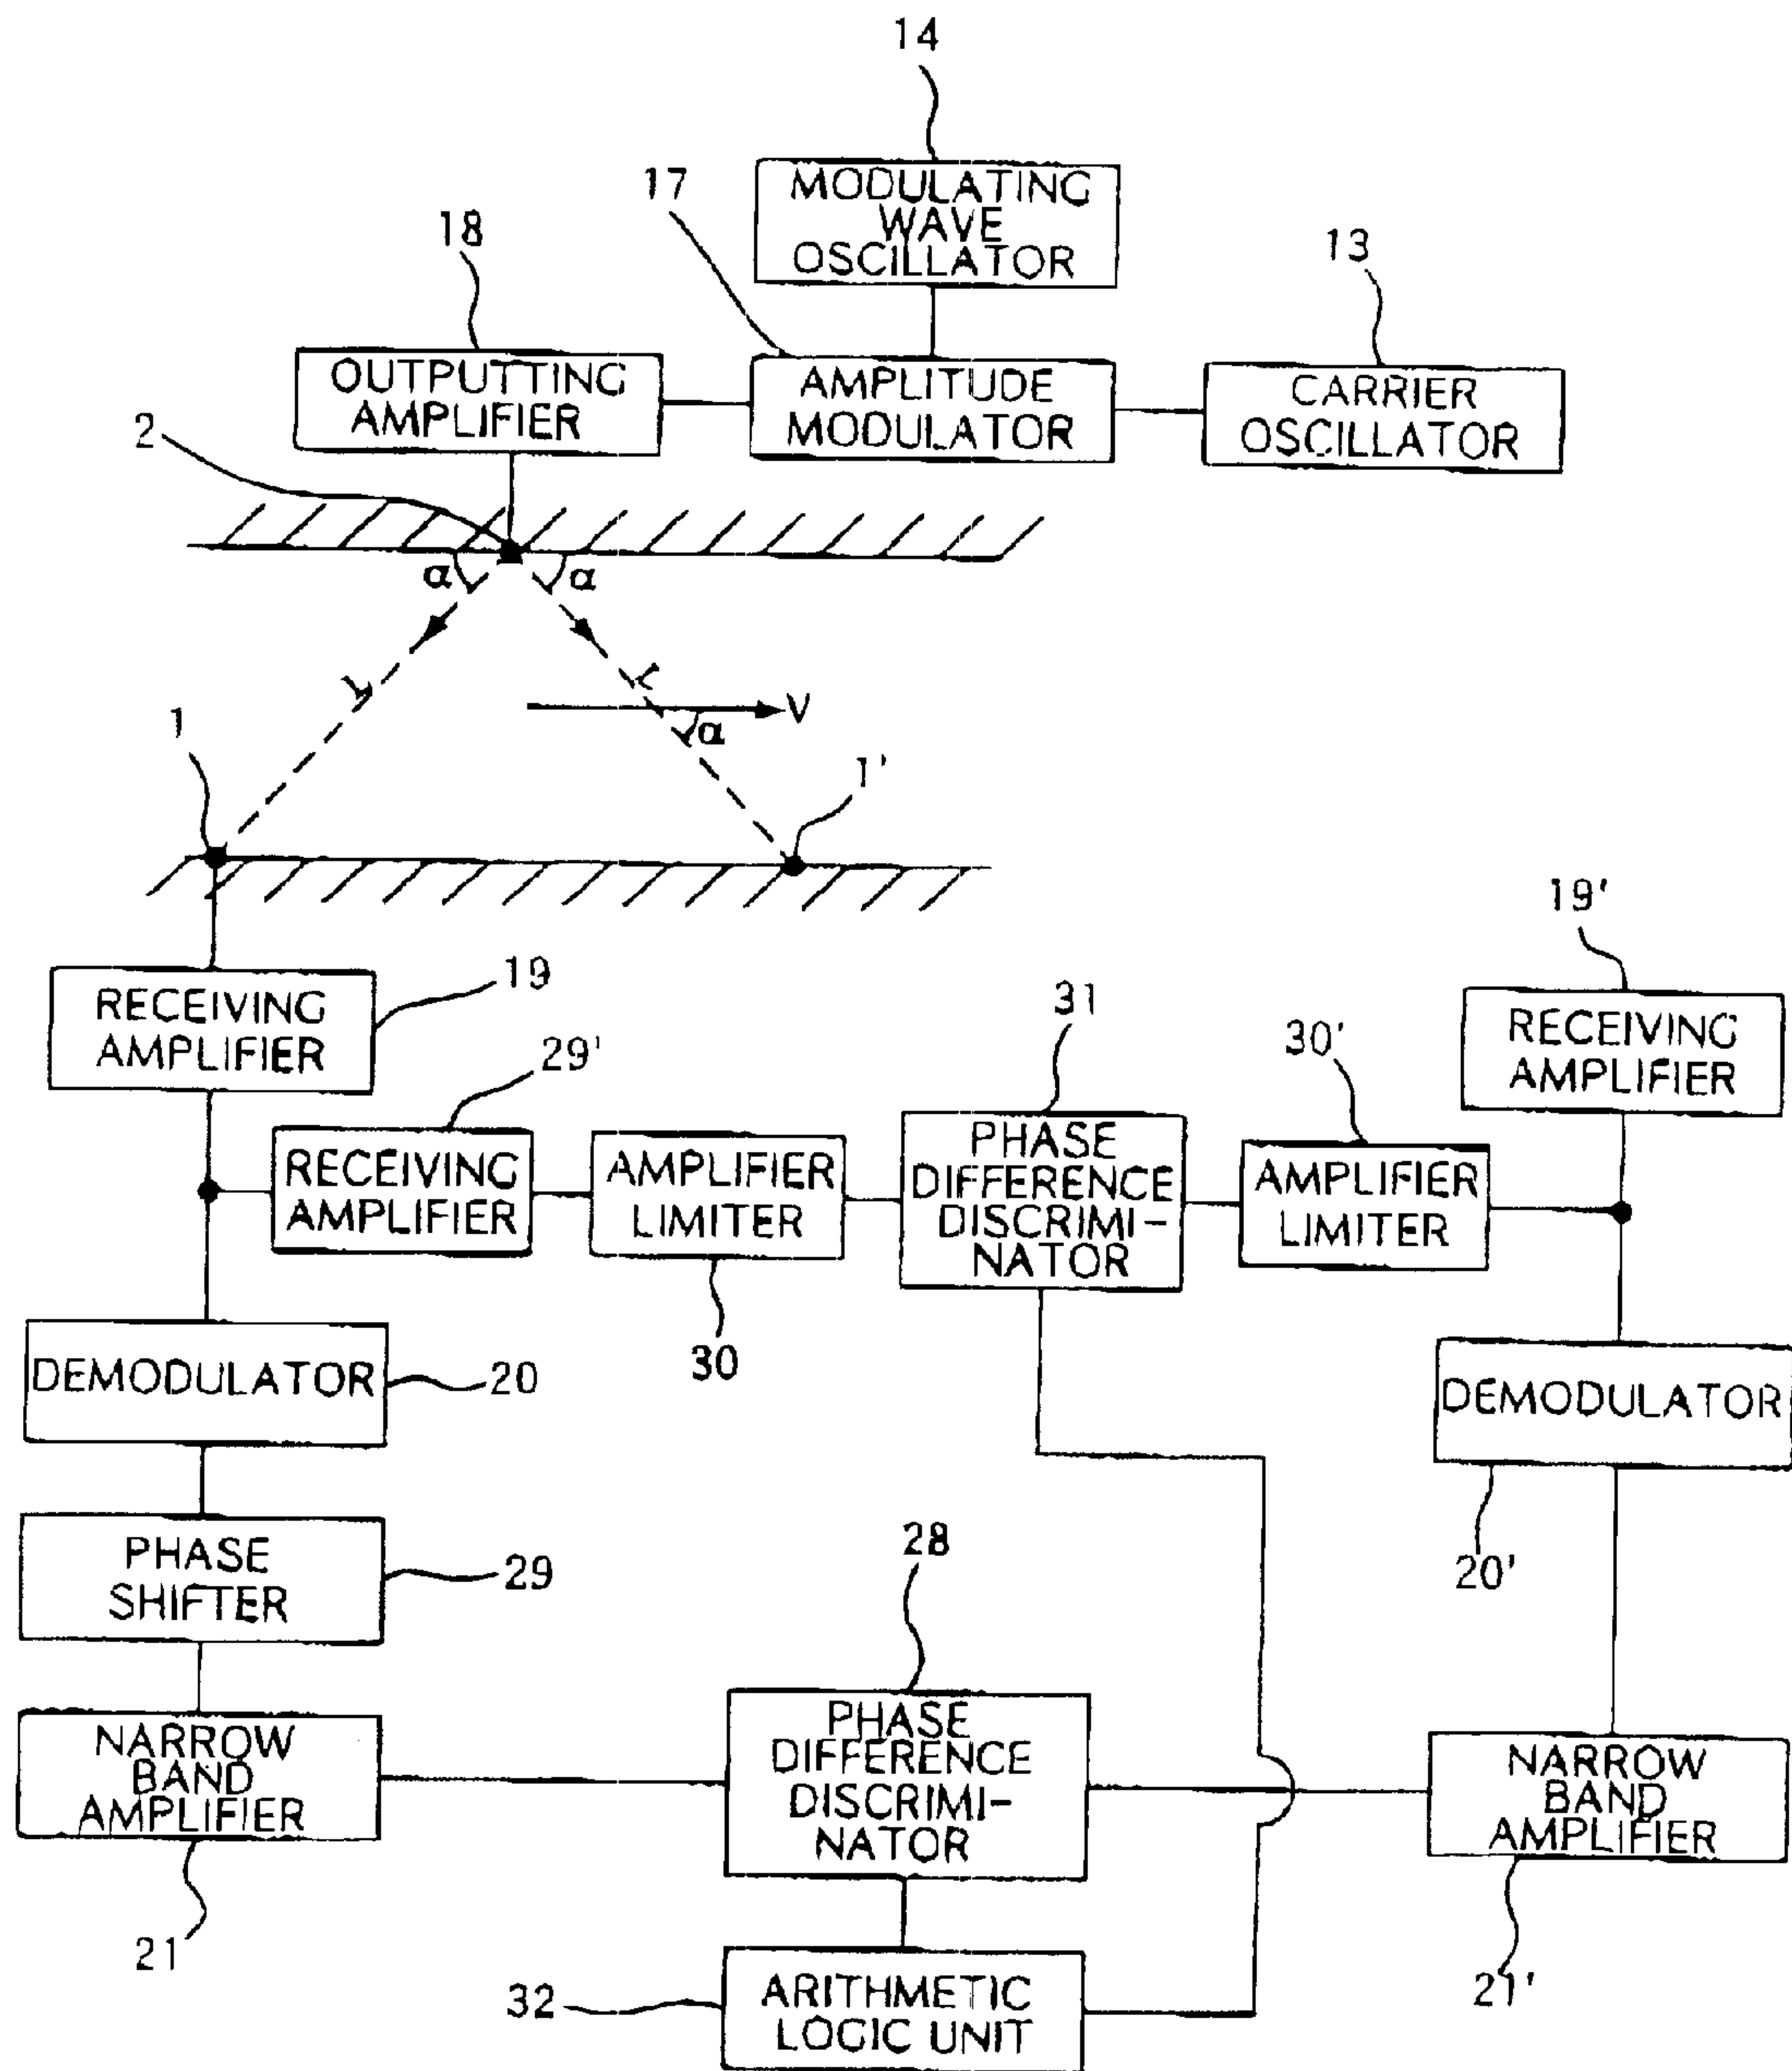 14
MODULATING
WAVE
OSCILLATOR
17
18
13
OUTPUTTING
AMPLIFIER
AMPLITUDE
MODULATOR
CARRIER
OSCILLATOR
2
α
α
L
L
V
α
1
1'
19
19'
RECEIVING
AMPLIFIER
29'
31
30'
RECEIVING
AMPLIFIER
RECEIVING
AMPLIFIER
AMPLIFIER
LIMITER
PHASE
DIFFERENCE
DISCRIMI-
NATOR
AMPLIFIER
LIMITER
30
DEMODULATOR
20
DEMODULATOR
20'
PHASE
SHIFTER
29
28
NARROW
BAND
AMPLIFIER
PHASE
DIFFERENCE
DISCRIMI-
NATOR
NARROW
BAND
AMPLIFIER
21
21'
32
ARITHMETIC
LOGIC UNIT